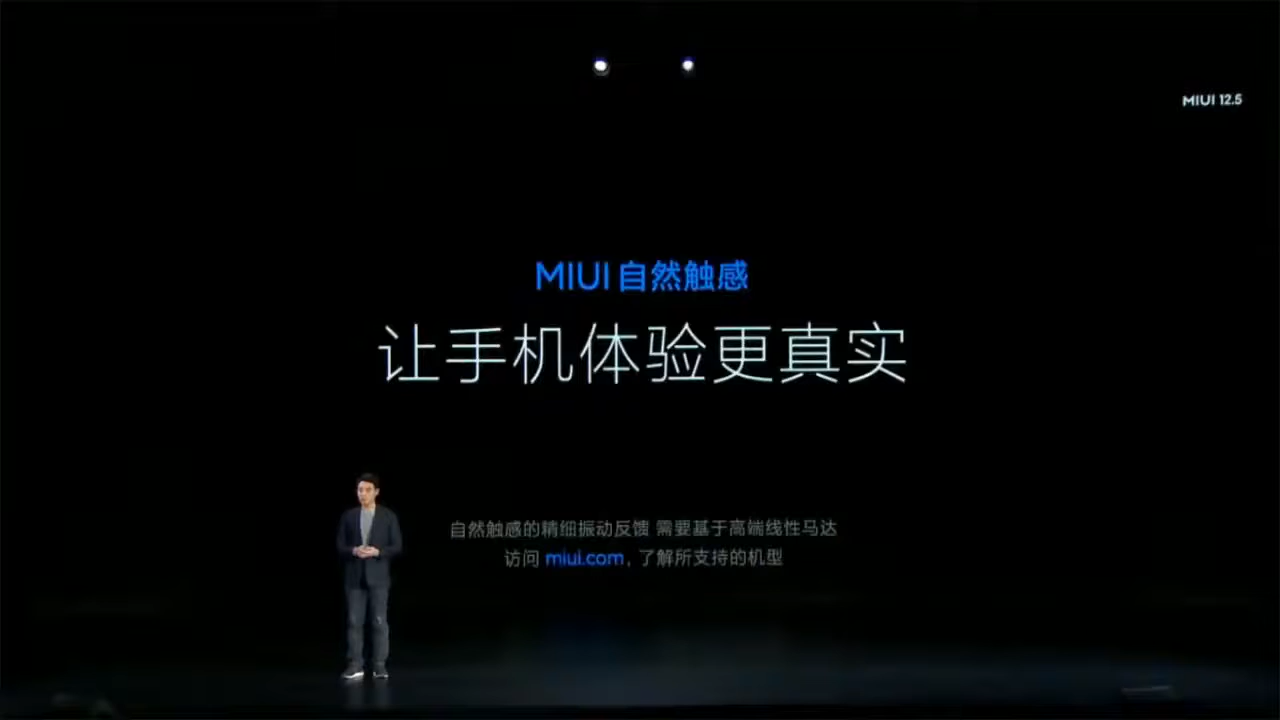 MIUI 12.5
MIUI 自然触感
让手机体验更真实
自然触感的精细振动反馈 需要基于高端线性马达
访问 miui.com，了解所支持的机型